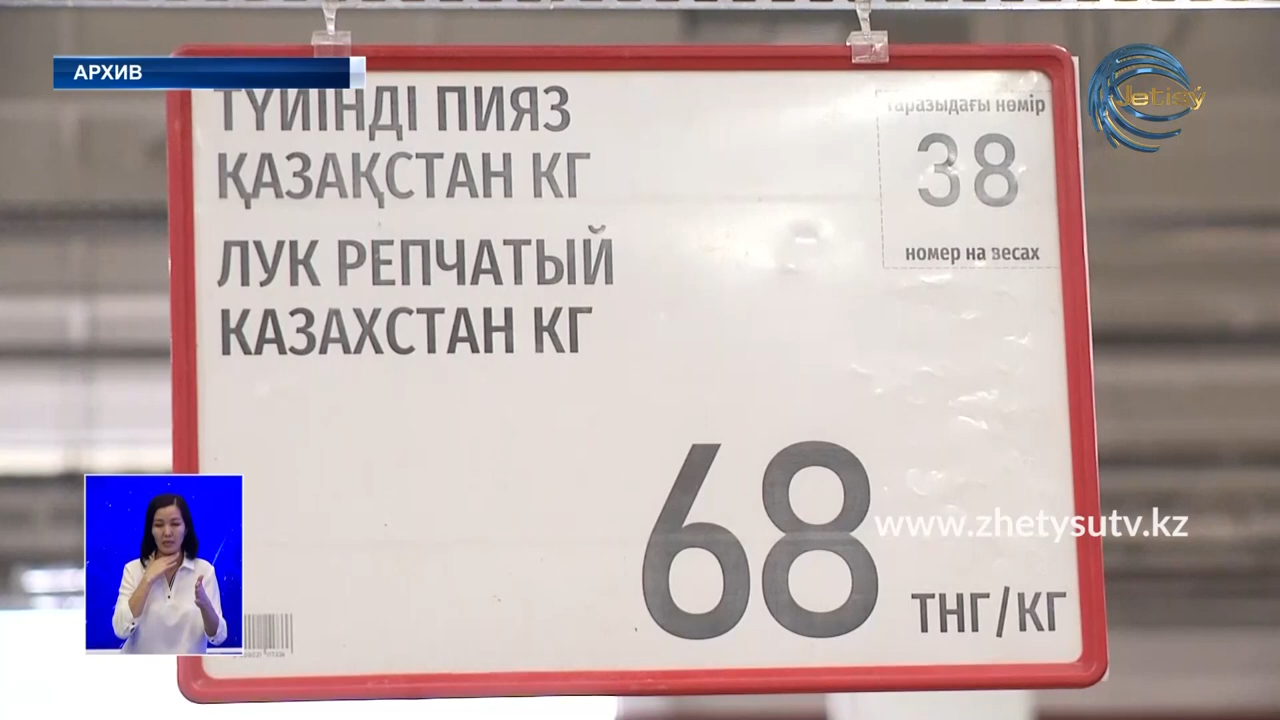 АРХИВ
Jetisý
ТҮЙІНДІ ПИЯЗ
ҚАЗАҚСТАН КГ
ЛУК РЕПЧАТЫЙ
КАЗАХСТАН КГ
таразыдағы нөмір
38
номер на весах
68
ТНГ/КГ
www.zhetysutv.kz